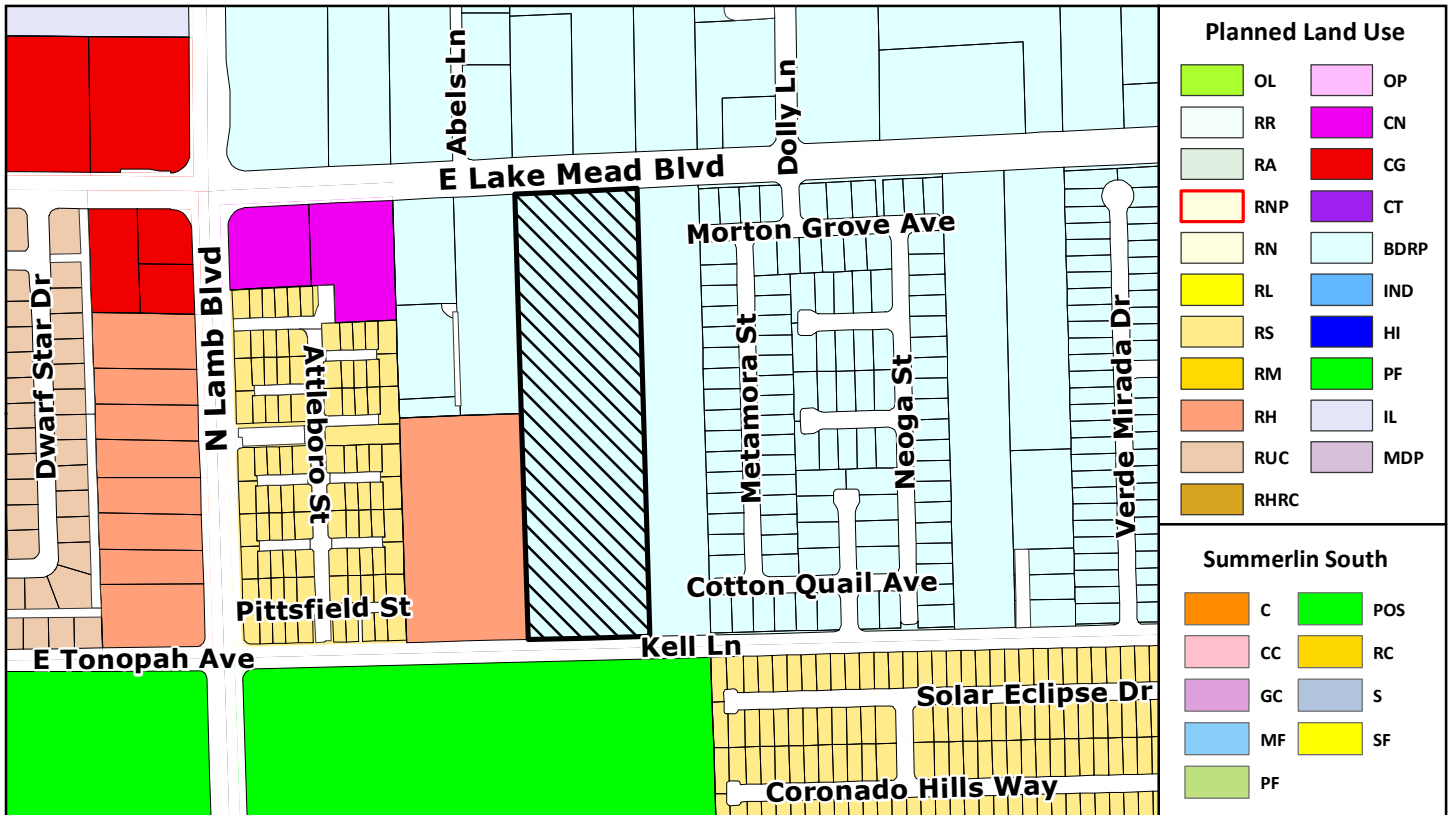 Abels Ln
Dolly Ln
E Lake Mead Blvd
Morton Grove Ave
Dwarf Star Dr
N Lamb Blvd
Attleboro St
Metamora St
Neoga St
Verde Mirada Dr
Cotton Quail Ave
Pittsfield St
Kell Ln
E Tonopah Ave
Solar Eclipse Dr
Coronado Hills Way
Planned Land Use
OL OP
RR CN
RA CG
RNP CT
RN BDRP
RL IND
RS HI
RM PF
RH IL
RUC MDP
RHRC
Summerlin South
C POS
CC RC
GC S
MF SF
PF